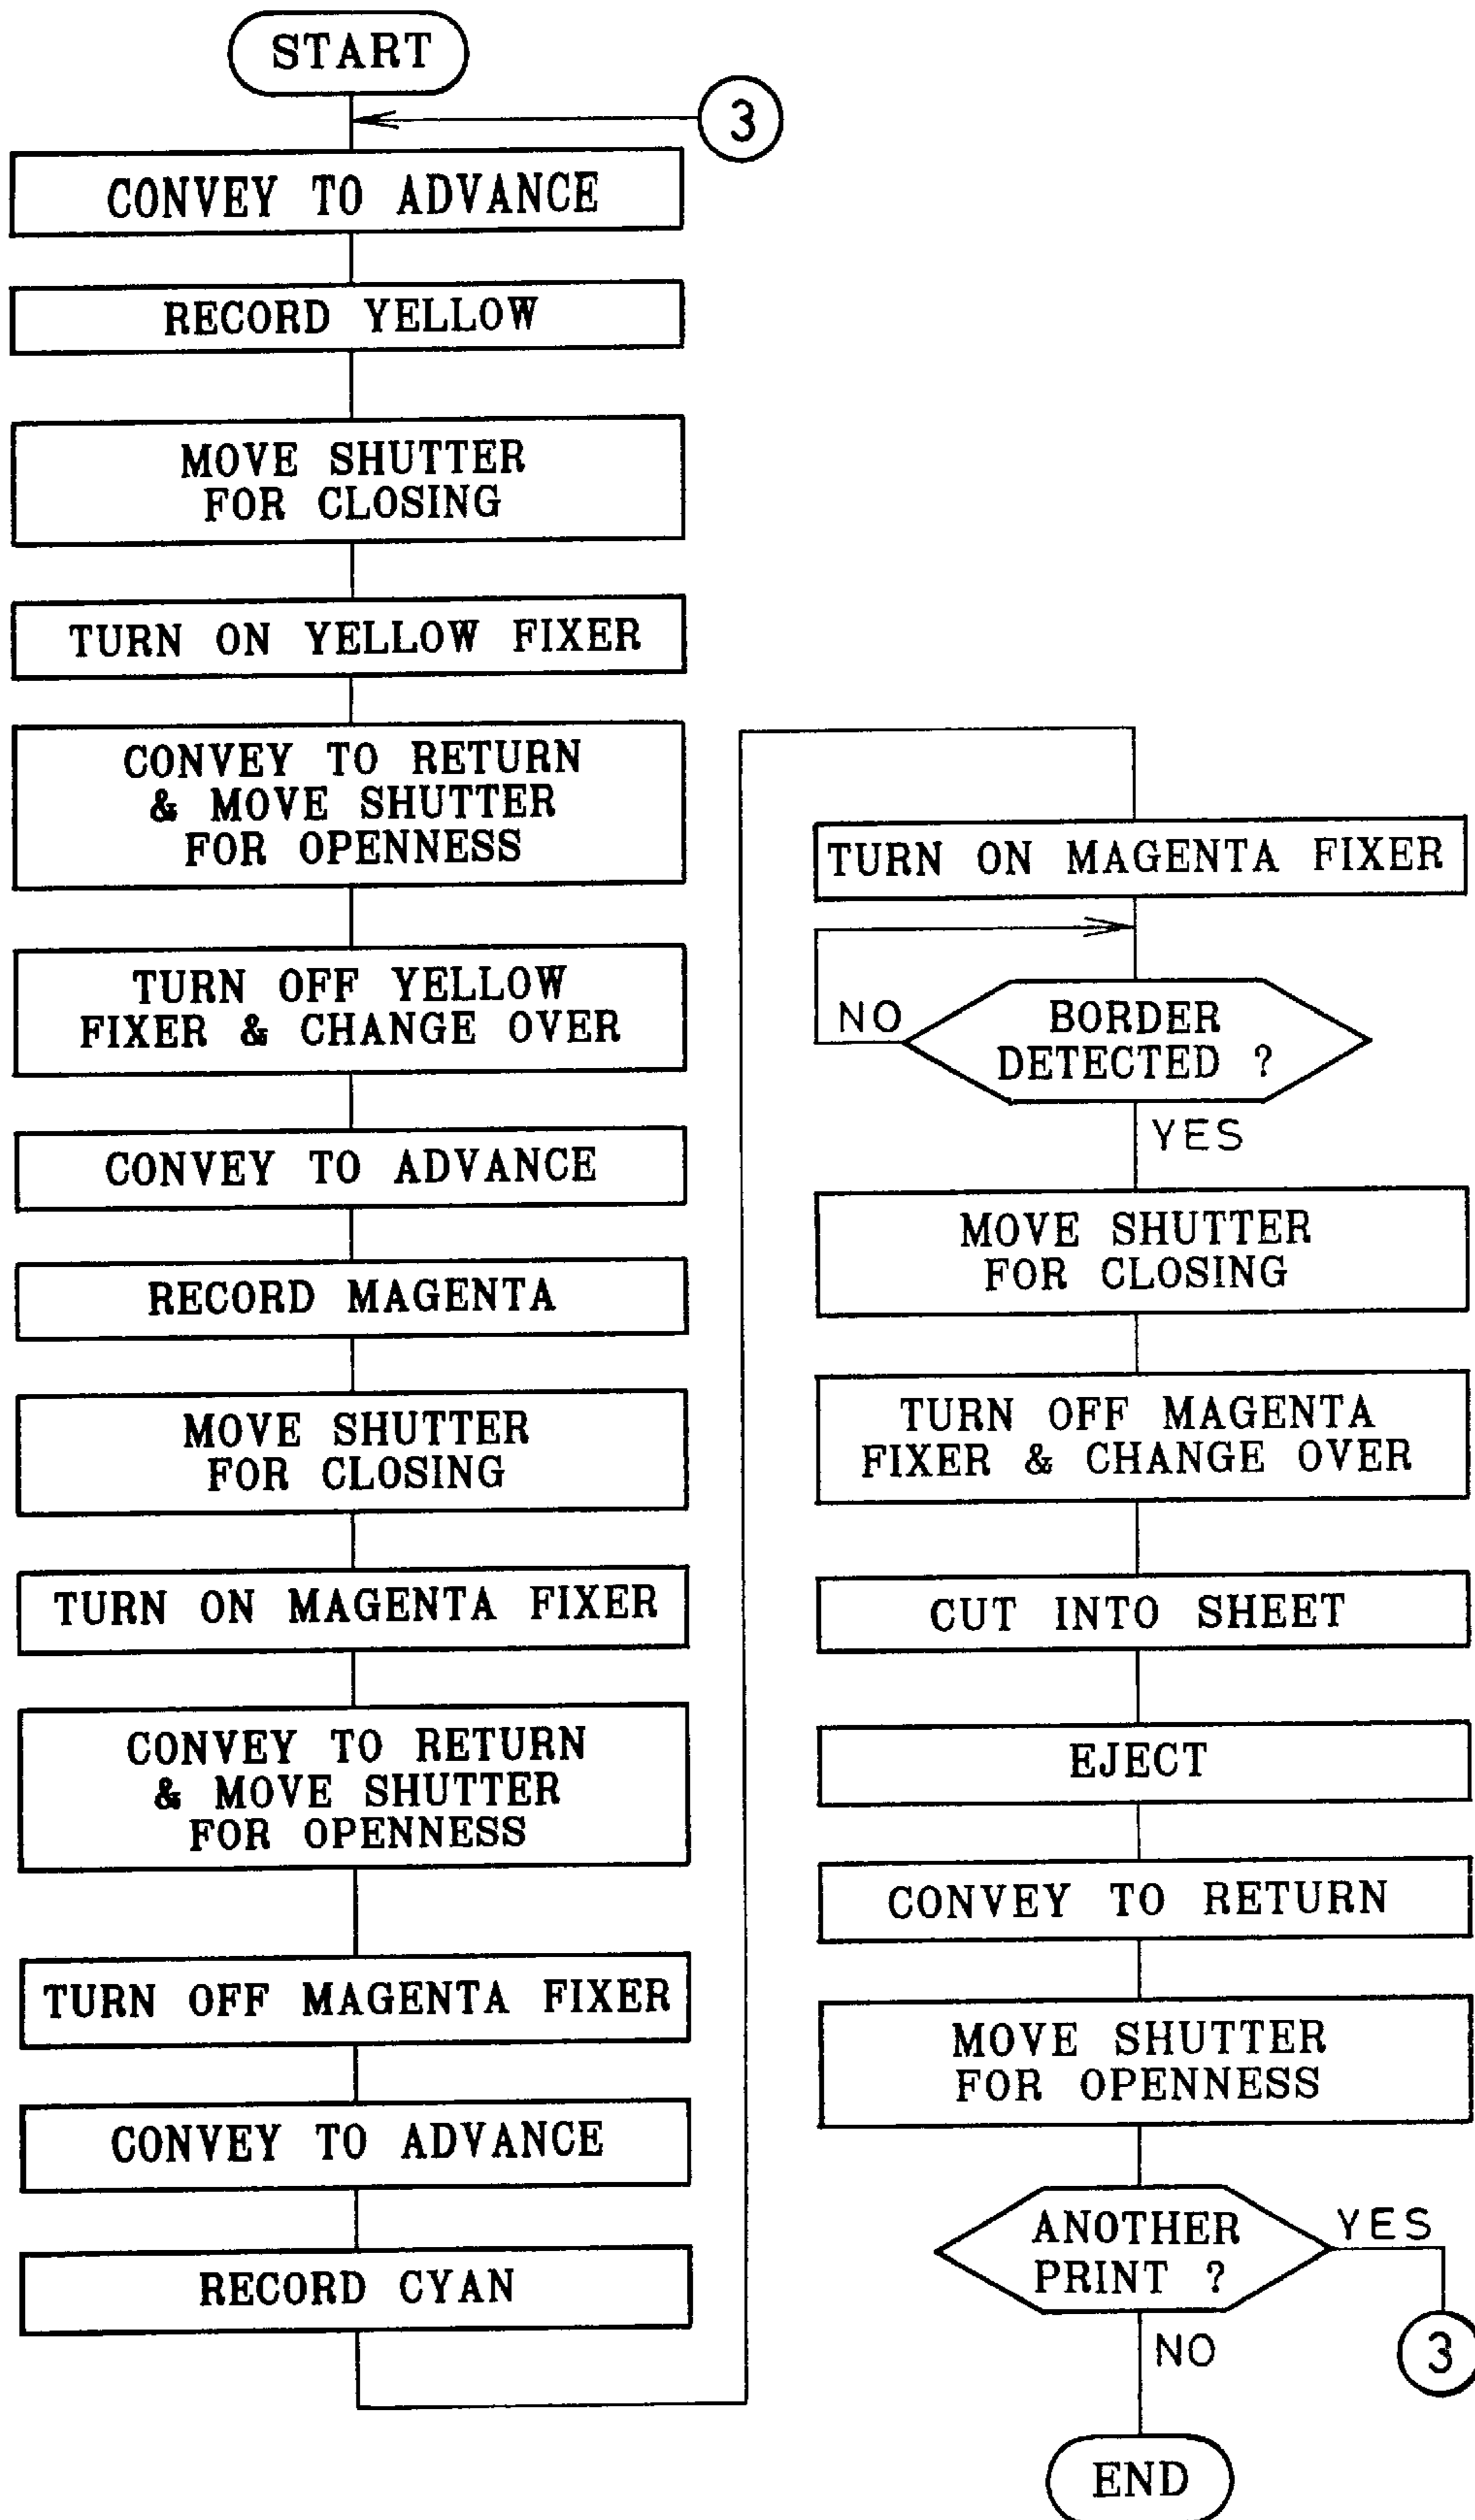 START
3
CONVEY TO ADVANCE
RECORD YELLOW
MOVE SHUTTER
FOR CLOSING
TURN ON YELLOW FIXER
CONVEY TO RETURN
& MOVE SHUTTER
FOR OPENNESS
TURN OFF YELLOW
FIXER & CHANGE OVER
CONVEY TO ADVANCE
RECORD MAGENTA
MOVE SHUTTER
FOR CLOSING
TURN ON MAGENTA FIXER
CONVEY TO RETURN
& MOVE SHUTTER
FOR OPENNESS
TURN OFF MAGENTA FIXER
CONVEY TO ADVANCE
RECORD CYAN
TURN ON MAGENTA FIXER
NO
BORDER
DETECTED ?
YES
MOVE SHUTTER
FOR CLOSING
TURN OFF MAGENTA
FIXER & CHANGE OVER
CUT INTO SHEET
EJECT
CONVEY TO RETURN
MOVE SHUTTER
FOR OPENNESS
ANOTHER
PRINT ?
YES
3
NO
END